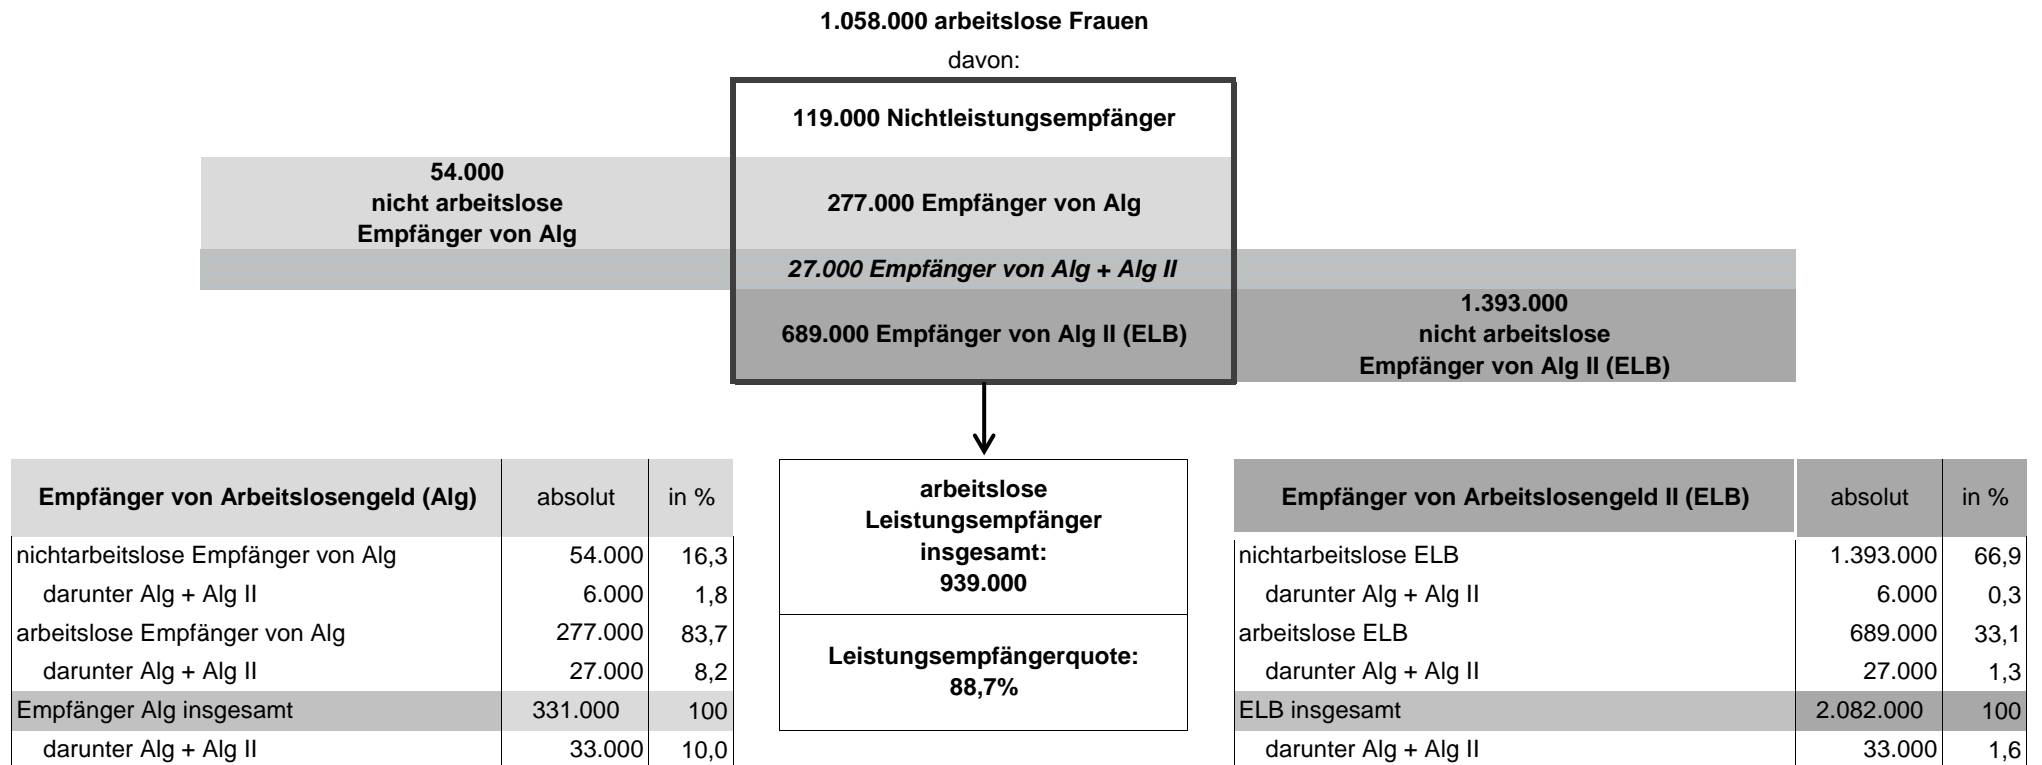 1.058.000 arbeitslose Frauen
davon:
119.000 Nichtleistungsempfänger
54.000
nicht arbeitslose
Empfänger von Alg
277.000 Empfänger von Alg
27.000 Empfänger von Alg + Alg II
689.000 Empfänger von Alg II (ELB)
1.393.000
nicht arbeitslose
Empfänger von Alg II (ELB)
Empfänger von Arbeitslosengeld (Alg) absolut in %
nichtarbeitslose Empfänger von Alg 54.000 16,3
darunter Alg + Alg II 6.000 1,8
arbeitslose Empfänger von Alg 277.000 83,7
darunter Alg + Alg II 27.000 8,2
Empfänger Alg insgesamt 331.000 100
darunter Alg + Alg II 33.000 10,0
arbeitslose
Leistungsempfänger
insgesamt:
939.000
Leistungsempfängerquote:
88,7%
Empfänger von Arbeitslosengeld II (ELB) absolut in %
nichtarbeitslose ELB 1.393.000 66,9
darunter Alg + Alg II 6.000 0,3
arbeitslose ELB 689.000 33,1
darunter Alg + Alg II 27.000 1,3
ELB insgesamt 2.082.000 100
darunter Alg + Alg II 33.000 1,6